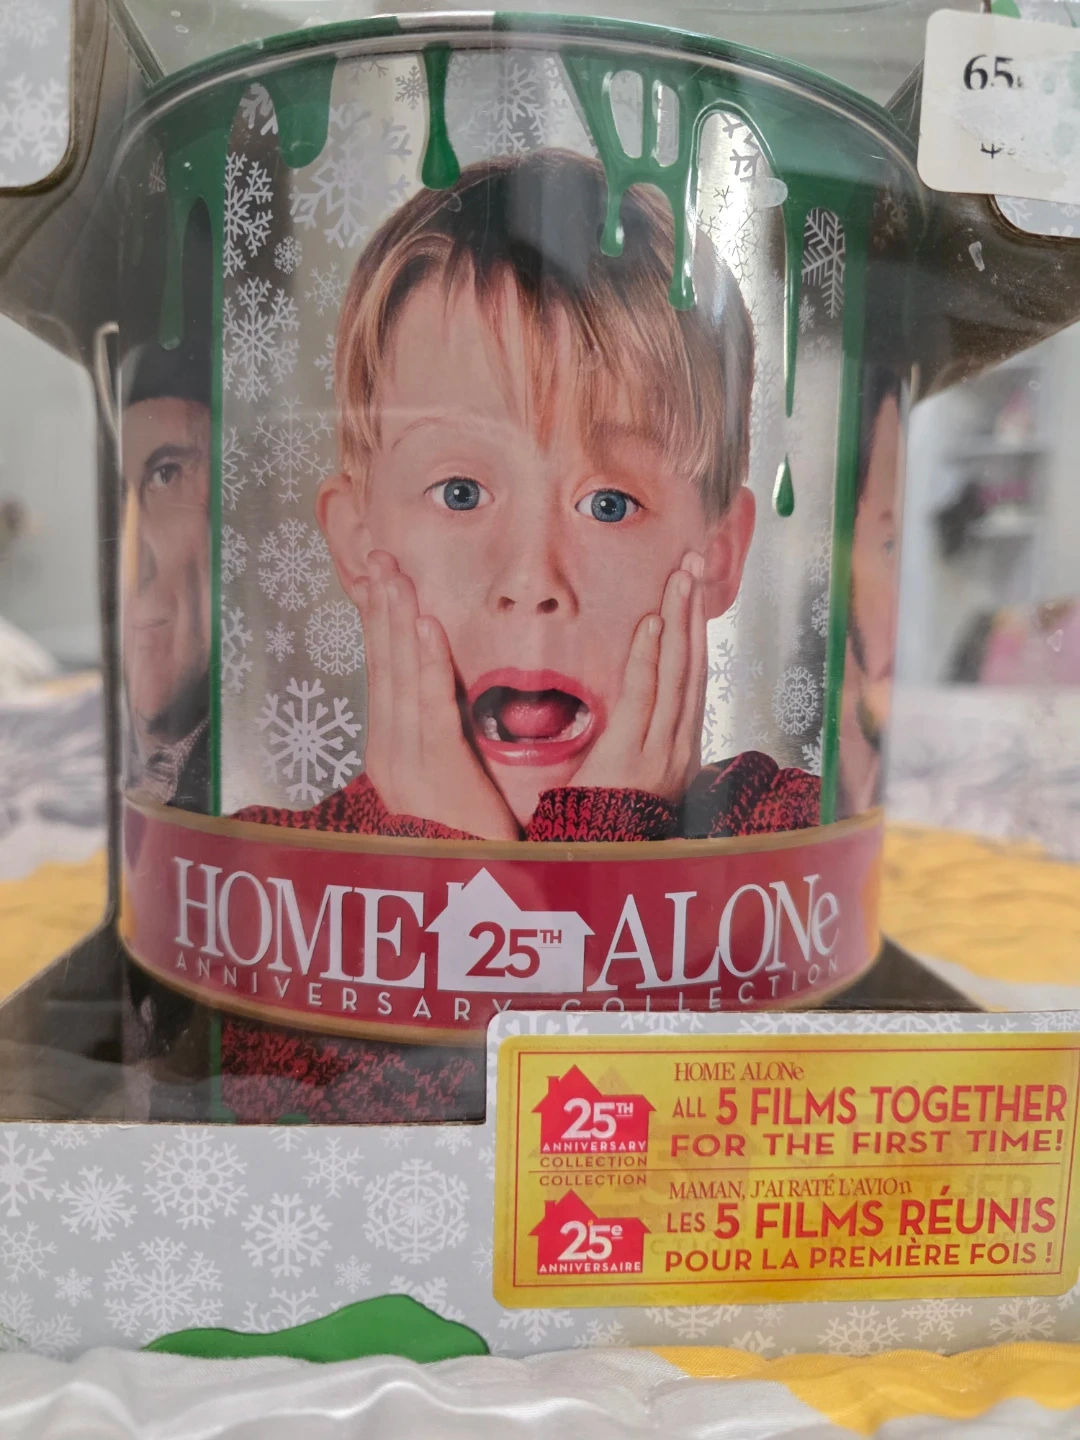 65.
HOME 25TH ALONe
ANNIVERSARY COLLECTION
HOME ALONe
25TH
ANNIVERSARY
COLLECTION
ALL 5 FILMS TOGETHER
FOR THE FIRST TIME!
COLLECTION
25e
ANNIVERSAIRE
MAMAN, J'AI RATÉ L'AVIOn
LES 5 FILMS RÉUNIS
POUR LA PREMIÈRE FOIS !